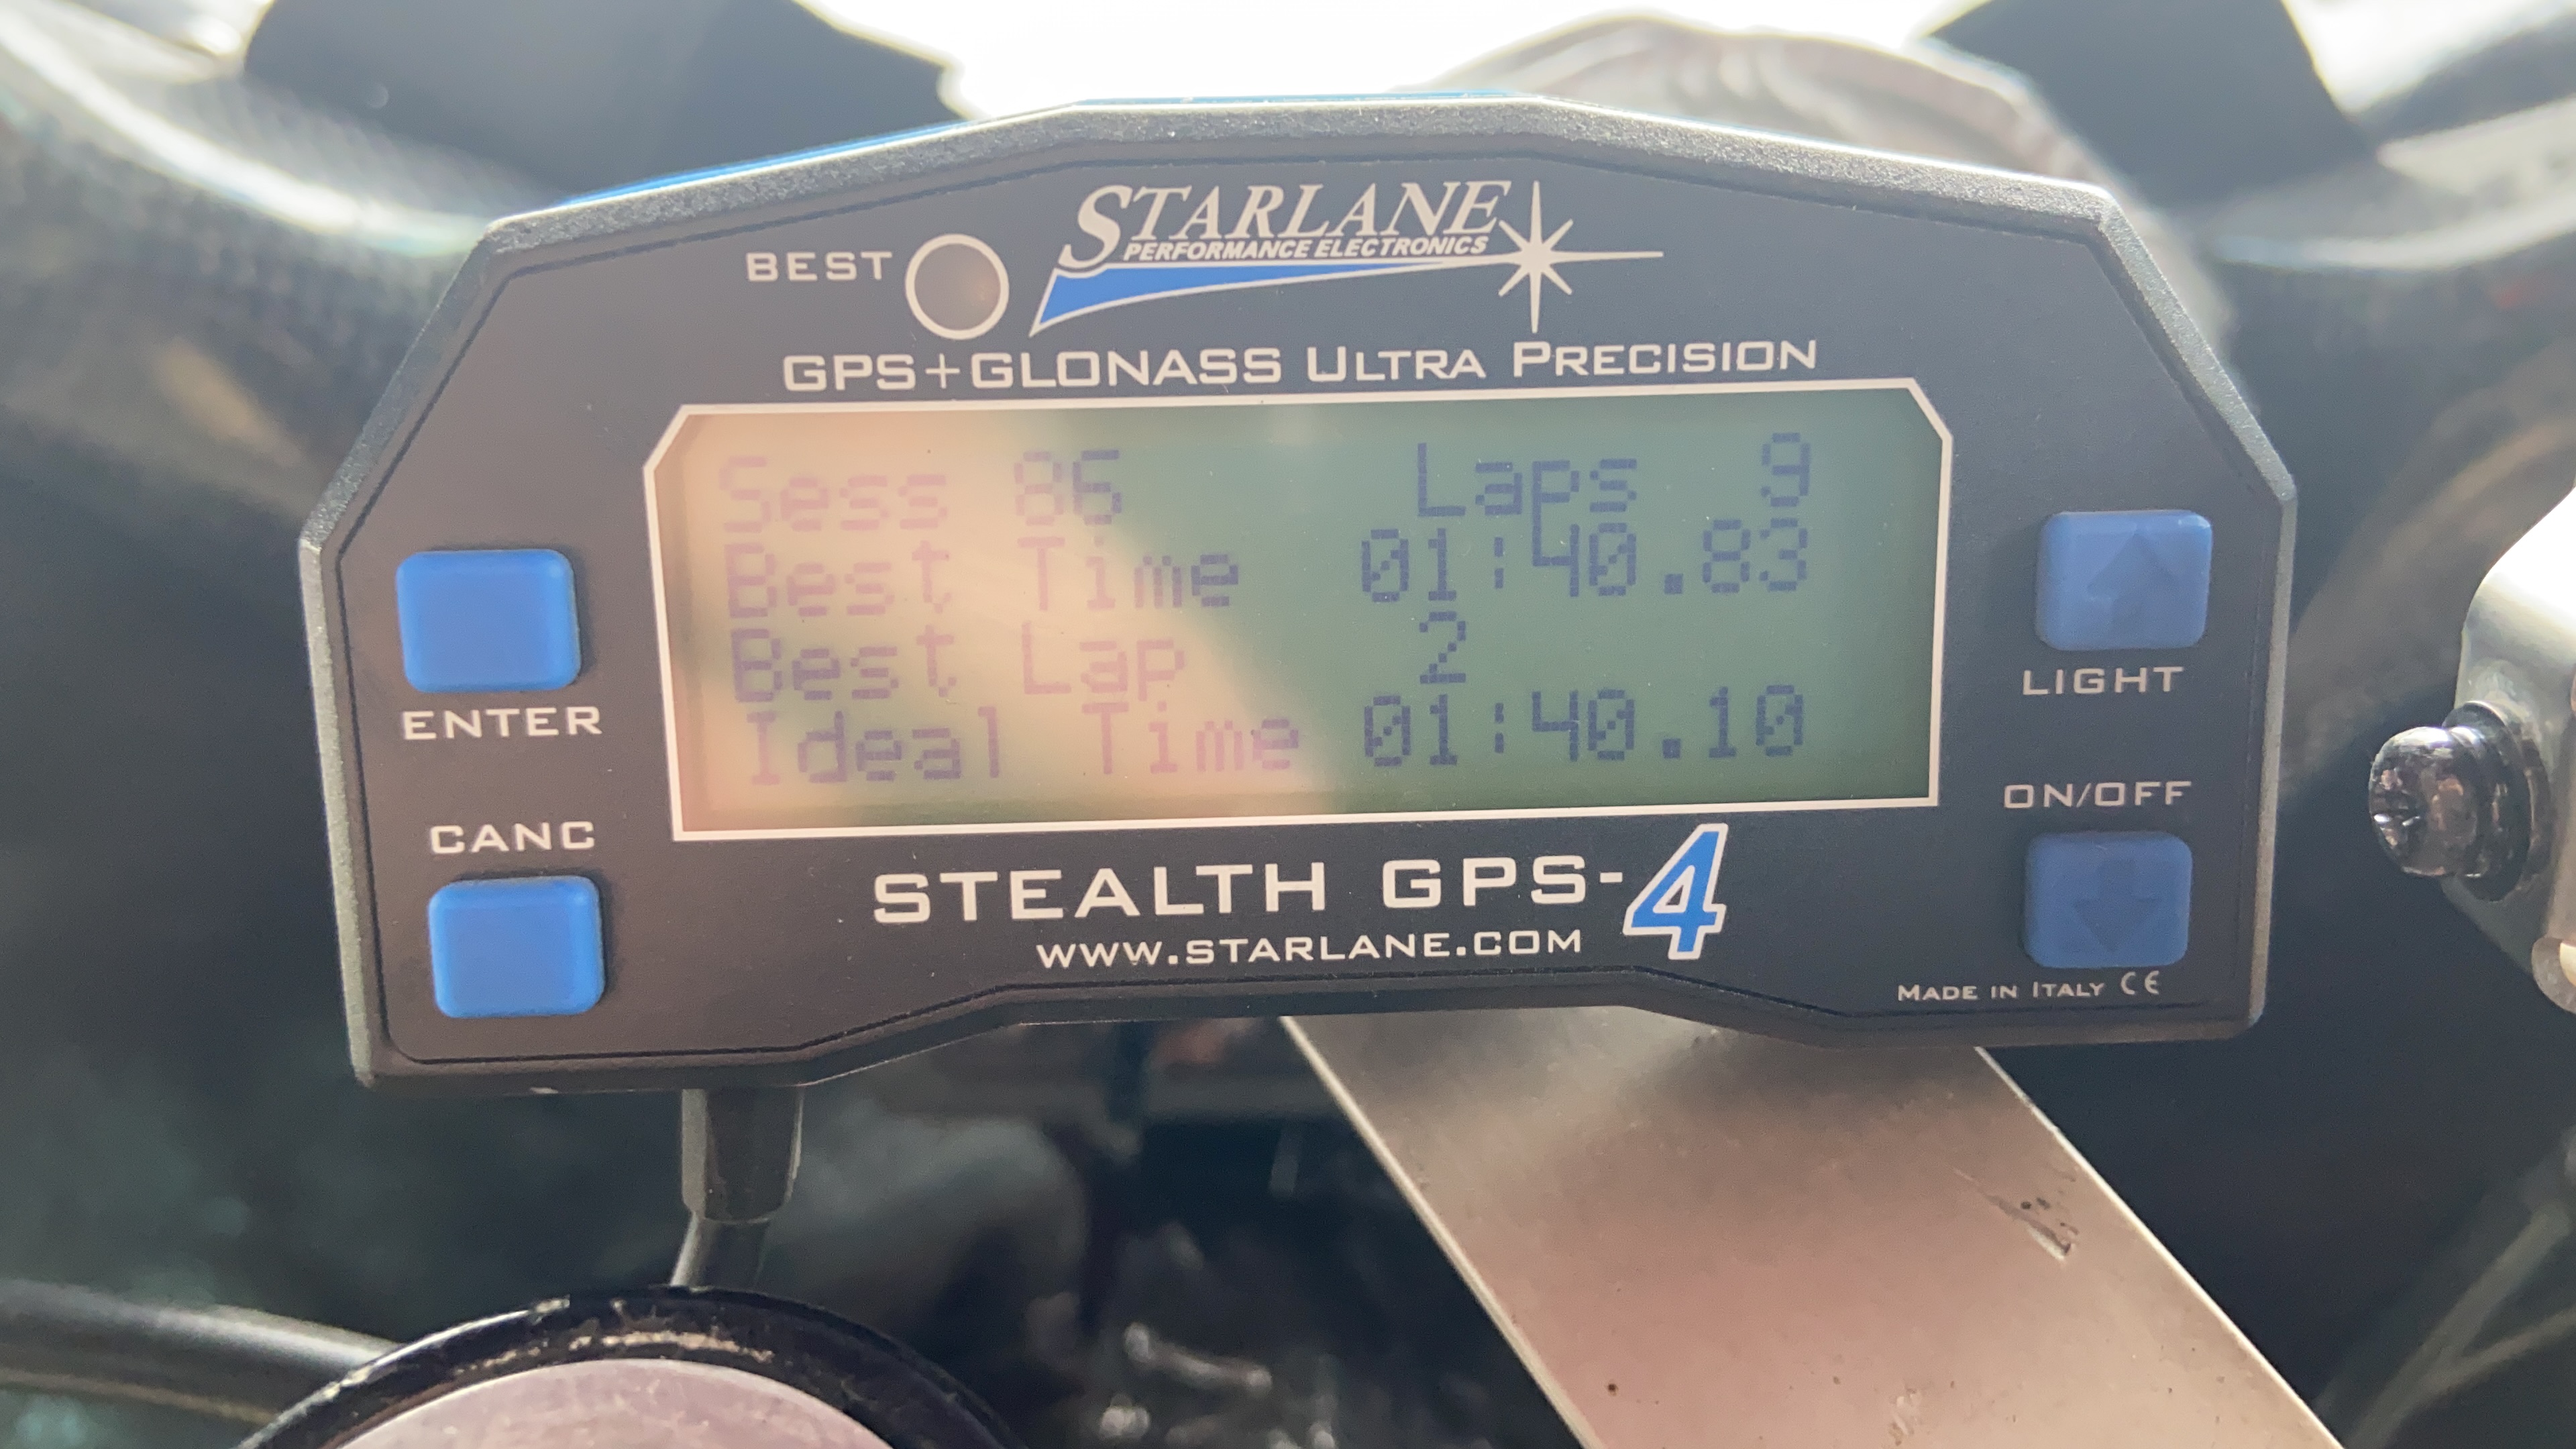 BEST
STARLANE
PERFORMANCE ELECTRONICS
GPS+GLONASS ULTRA PRECISION
Sess 86 Laps 9
Best Time 01:40.83
Best Lap 2
Ideal Time 01:40.10
ENTER
LIGHT
CANC
ON/OFF
STEALTH GPS-4
WWW.STARLANE.COM
MADE IN ITALY CE